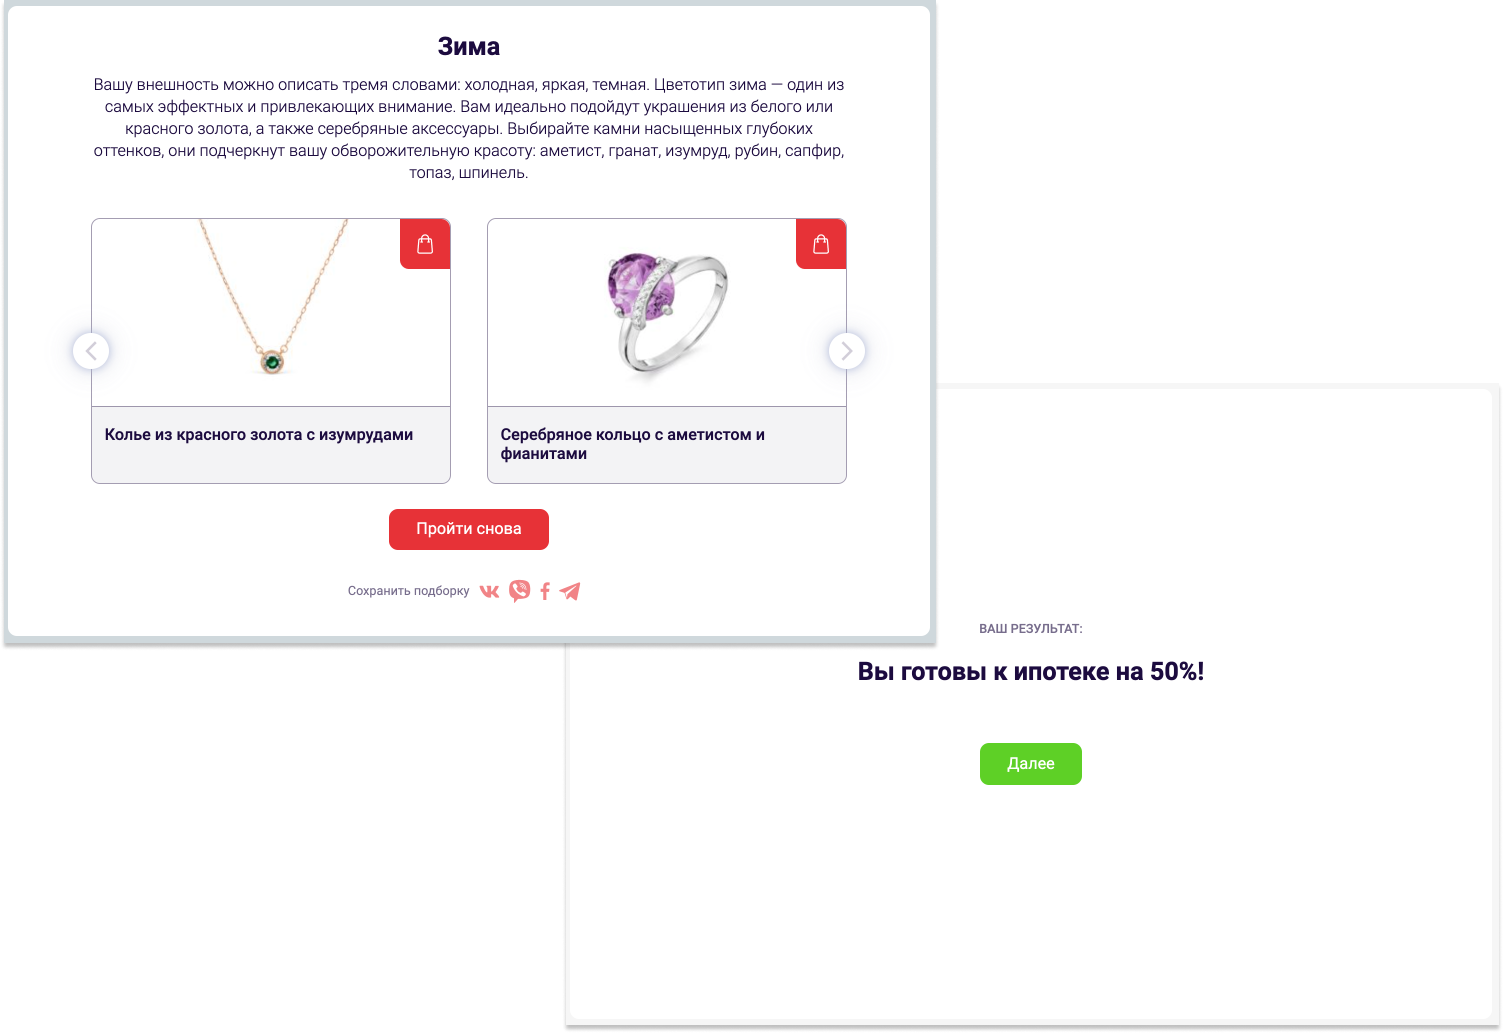 Зима
Вашу внешность можно описать тремя словами: холодная, яркая, темная. Цветотип зима — один из
самых эффектных и привлекающих внимание. Вам идеально подойдут украшения из белого или
красного золота, а также серебряные аксессуары. Выбирайте камни насыщенных глубоких
оттенков, они подчеркнут вашу обворожительную красоту: аметист, гранат, изумруд, рубин, сапфир,
топаз, шпинель.
Колье из красного золота с изумрудами
Серебряное кольцо с аметистом и
фианитами
Пройти снова
Сохранить подборку
ВАШ РЕЗУЛЬТАТ:
Вы готовы к ипотеке на 50%!
Далее